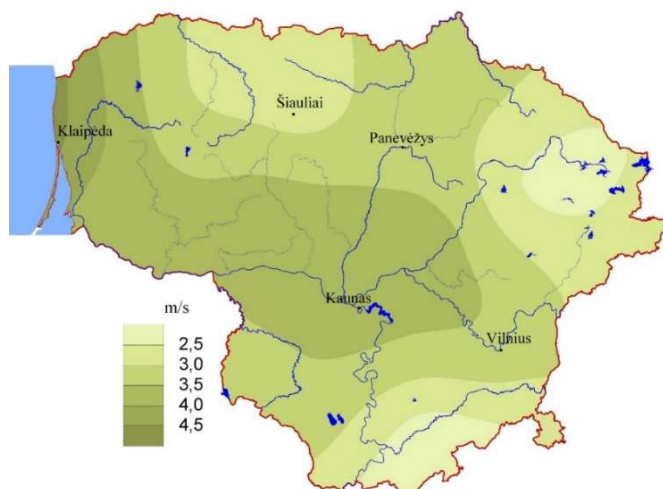 Šiauliai
Klaipėda
Panevėžys
Kaunas
Vilnius
m/s
2,5
3,0
3,5
4,0
4,5